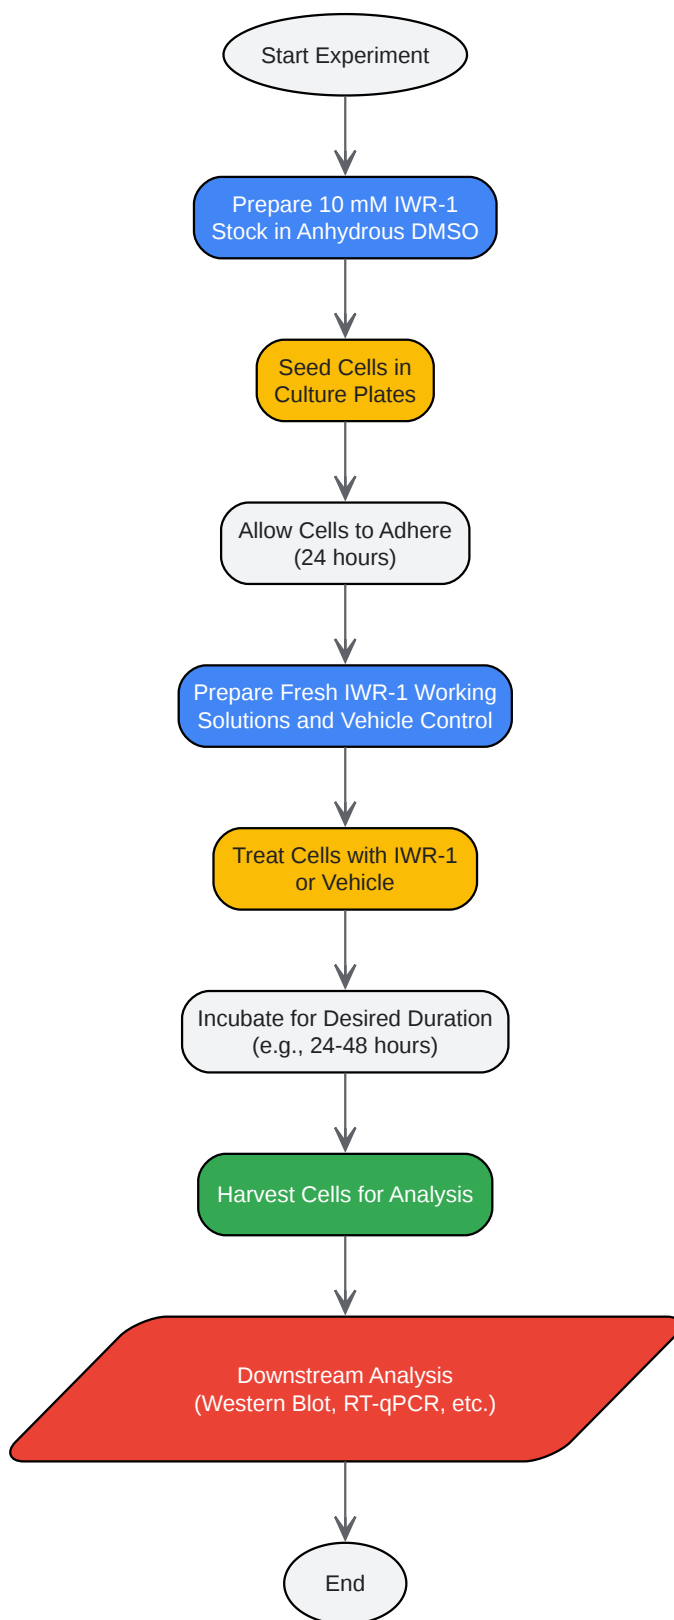 Start Experiment
Prepare 10 mM IWR-1
Stock in Anhydrous DMSO
Seed Cells in
Culture Plates
Allow Cells to Adhere
(24 hours)
Prepare Fresh IWR-1 Working
Solutions and Vehicle Control
Treat Cells with IWR-1
or Vehicle
Incubate for Desired Duration
(e.g., 24-48 hours)
Harvest Cells for Analysis
Downstream Analysis
(Western Blot, RT-qPCR, etc.)
End